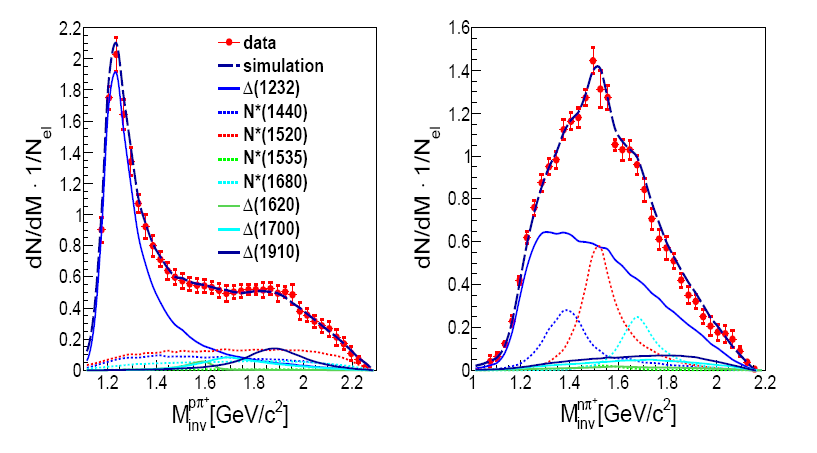 2.2
2
1.8
1.6
1.4
1.2
1
0.8
0.6
0.4
0.2
0
dN/dM · 1/N_el
data
simulation
Δ(1232)
N*(1440)
N*(1520)
N*(1535)
N*(1680)
Δ(1620)
Δ(1700)
Δ(1910)
1.2 1.4 1.6 1.8 2 2.2
M_inv^pπ+ [GeV/c²]
1.6
1.4
1.2
1
0.8
0.6
0.4
0.2
0
dN/dM · 1/N_el
1 1.2 1.4 1.6 1.8 2 2.2
M_inv^nπ+ [GeV/c²]